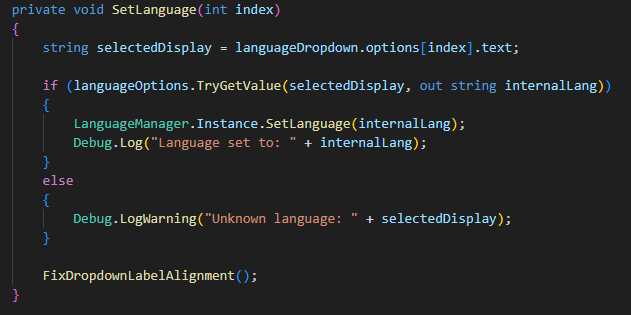 private void SetLanguage(int index)
{
    string selectedDisplay = languageDropdown.options[index].text;

    if (languageOptions.TryGetValue(selectedDisplay, out string internalLang))
    {
        LanguageManager.Instance.SetLanguage(internalLang);
        Debug.Log("Language set to: " + internalLang);
    }
    else
    {
        Debug.LogWarning("Unknown language: " + selectedDisplay);
    }

    FixDropdownLabelAlignment();
}